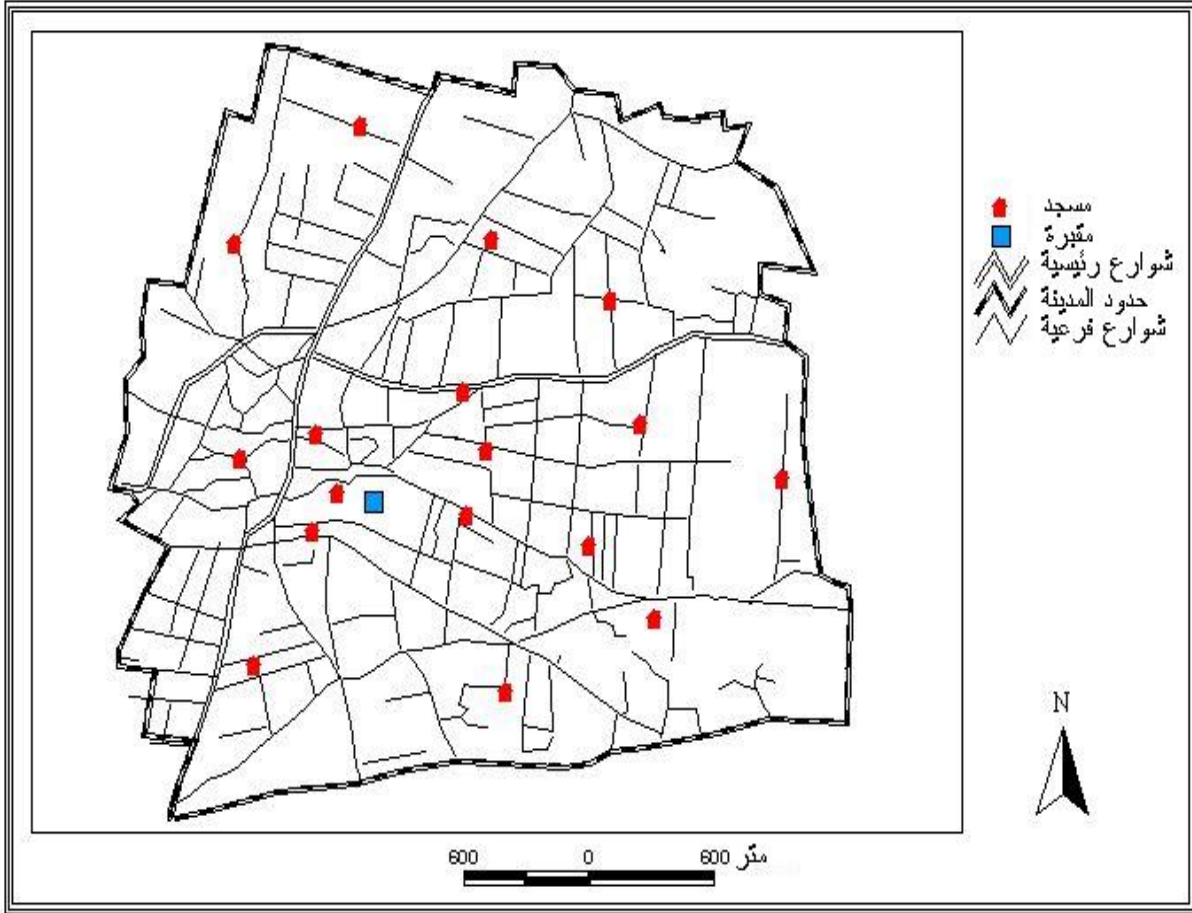 مسجد
مقبرة
شوارع رئيسية
حدود المدينة
شوارع فرعية
N
600 0 600 متر